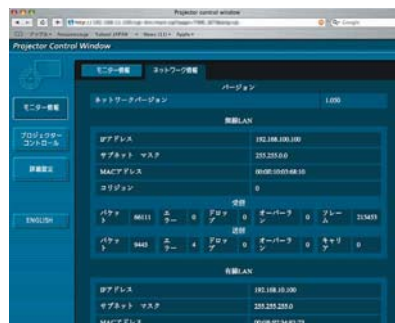 Projector control window
Google
Projector Control Window
モニター情報
ネットワーク情報
バージョン
ネットワークバージョン 1.050
無線LAN
モニター情報
プロジェクター
コントロール
詳細設定
ENGLISH
IPアドレス 192.168.100.100
サブネット マスク 255.255.0.0
MACアドレス
コリジョン 0
受信
パケット 66111 エラー 0 ドロップ 0 オーバーラン 0 フレーム 215453
送信
パケット 9445 エラー 4 ドロップ 0 オーバーラン 0 キャリア 0
有線LAN
IPアドレス 192.168.10.100
サブネット マスク 255.255.255.0
MACアドレス